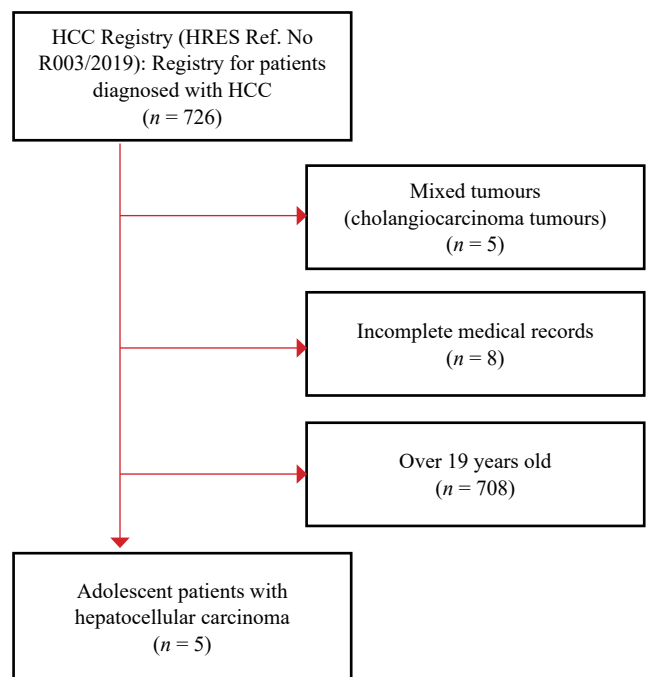 HCC Registry (HRES Ref. No
R003/2019): Registry for patients
diagnosed with HCC
(n = 726)
Mixed tumours
(cholangiocarcinoma tumours)
(n = 5)
Incomplete medical records
(n = 8)
Over 19 years old
(n = 708)
Adolescent patients with
hepatocellular carcinoma
(n = 5)